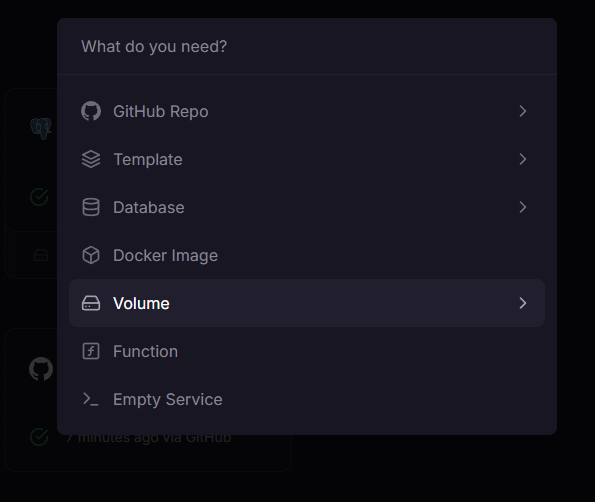 What do you need?
GitHub Repo
Template
Database
Docker Image
Volume
Function
Empty Service
7 minutes ago via GitHub